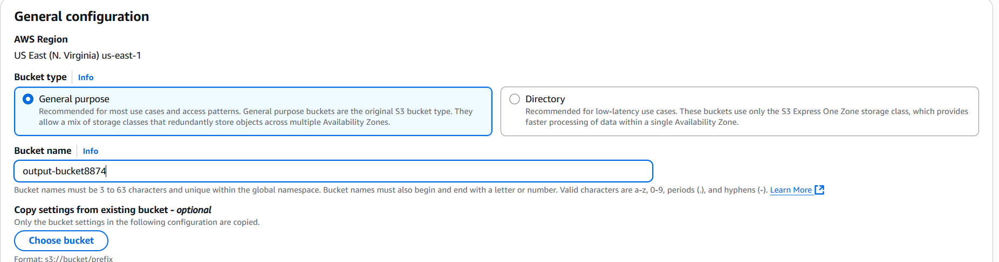 General configuration
AWS Region
US East (N. Virginia) us-east-1
Bucket type Info
General purpose
Recommended for most use cases and access patterns. General purpose buckets are the original S3 bucket type. They
allow a mix of storage classes that redundantly store objects across multiple Availability Zones.
Directory
Recommended for low-latency use cases. These buckets use only the S3 Express One Zone storage class, which provides
faster processing of data within a single Availability Zone.
Bucket name Info
output-bucket8874
Bucket names must be 3 to 63 characters and unique within the global namespace. Bucket names must also begin and end with a letter or number. Valid characters are a-z, 0-9, periods (.), and hyphens (-). Learn More
Copy settings from existing bucket - optional
Only the bucket settings in the following configuration are copied.
Choose bucket
Format: s3://bucket/prefix